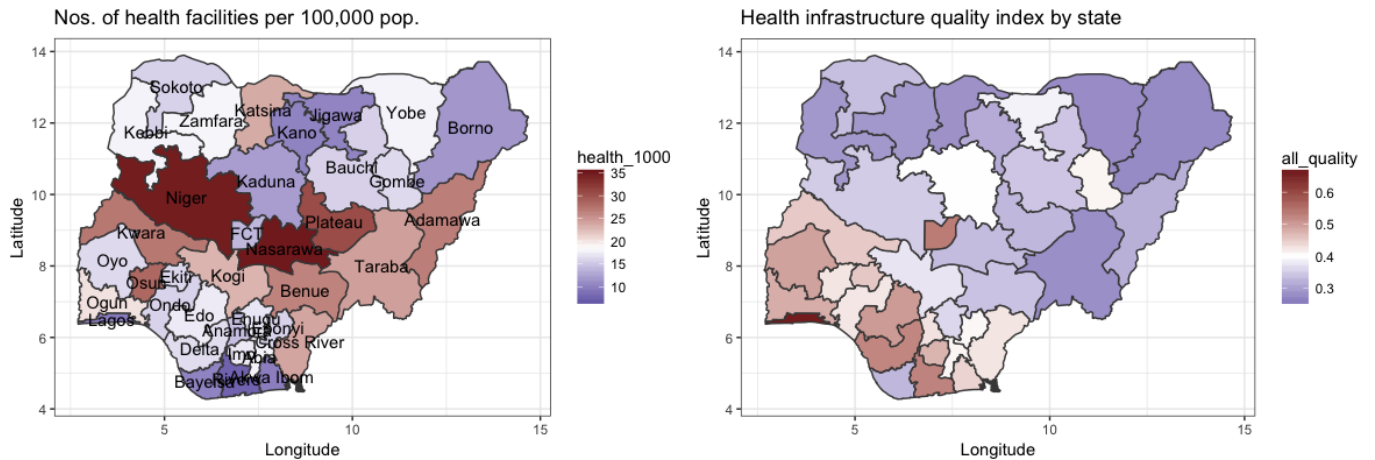 Nos. of health facilities per 100,000 pop.
14
12
10
8
6
4
Latitude
Sokoto
Katsina
Jigawa
Yobe
Zamfara
Kebbi
Kano
Borno
Bauchi
Kaduna
Gombe
Niger
Plateau
Adamawa
Kwara
FCT
Nasarawa
Oyo
Taraba
Osun
Ekiti
Kogi
Benue
Ogun
Ondo
Lagos
Edo
Enugu
Anambra
Ebonyi
Cross River
Delta
Imo
Abia
Bayelsa
Rivers
Akwa Ibom
5
10
15
Longitude
health_1000
35
30
25
20
15
10
Health infrastructure quality index by state
14
12
10
8
6
4
Latitude
5
10
15
Longitude
all_quality
0.6
0.5
0.4
0.3